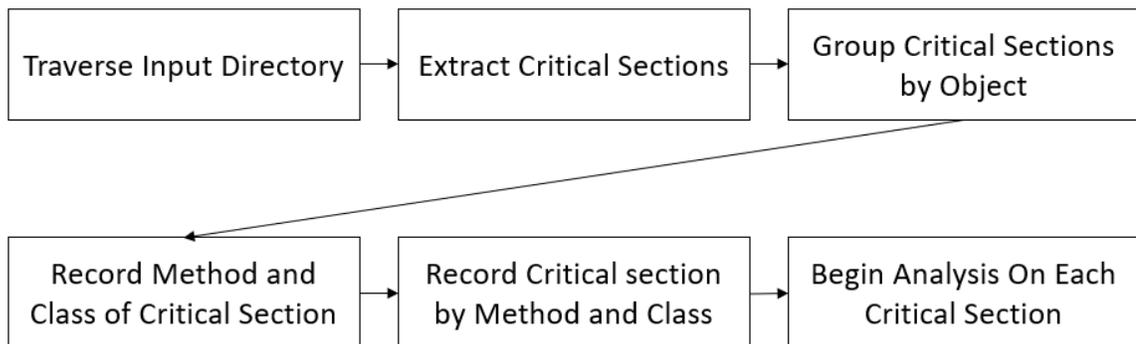 Traverse Input Directory
Extract Critical Sections
Group Critical Sections
by Object
Record Method and
Class of Critical Section
Record Critical section
by Method and Class
Begin Analysis On Each
Critical Section